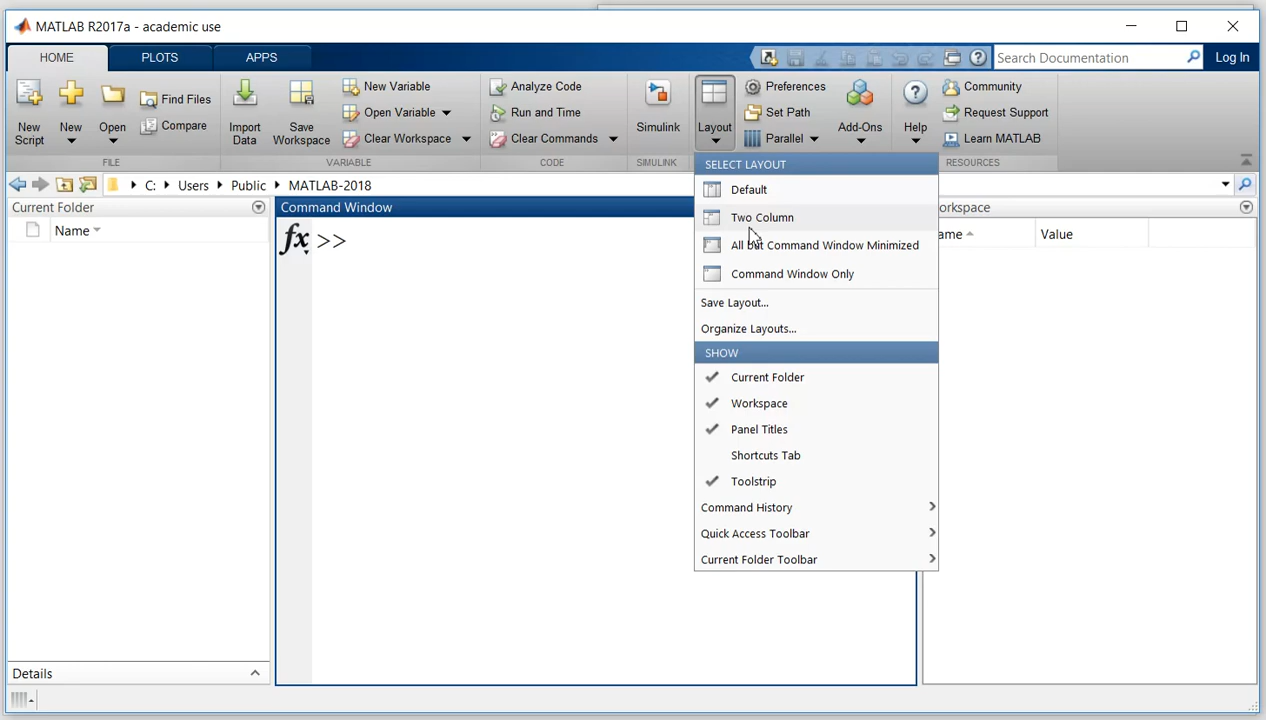 MATLAB R2017a - academic use
HOME PLOTS APPS
Search Documentation
Log In
New Script
New
Open
Find Files
Compare
FILE
Import Data
Save Workspace
New Variable
Open Variable
Clear Workspace
VARIABLE
Analyze Code
Run and Time
Clear Commands
CODE
Simulink
SIMULINK
Layout
Preferences
Set Path
Parallel
Add-Ons
Help
Community
Request Support
Learn MATLAB
RESOURCES
C: Users Public MATLAB-2018
Current Folder
Name
Details
Command Window
fx >>
SELECT LAYOUT
Default
Two Column
All but Command Window Minimized
Command Window Only
Save Layout...
Organize Layouts...
SHOW
Current Folder
Workspace
Panel Titles
Shortcuts Tab
Toolstrip
Command History
Quick Access Toolbar
Current Folder Toolbar
orkspace
ame
Value